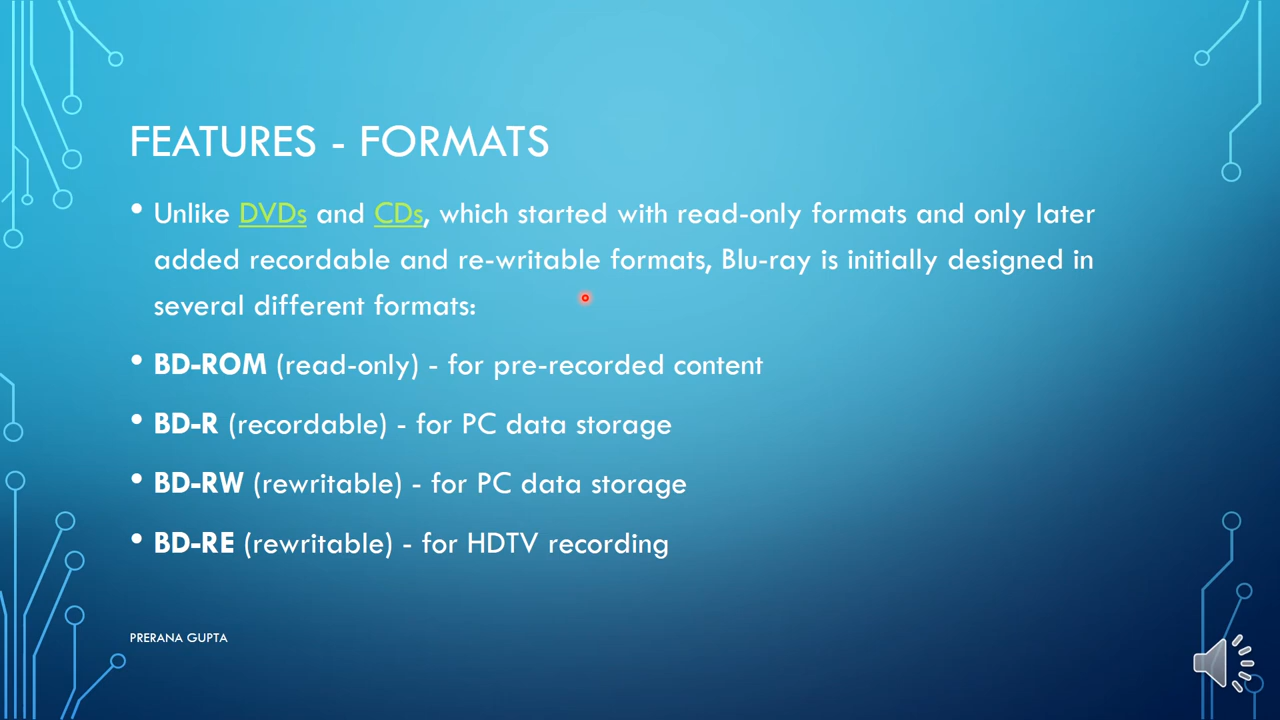 FEATURES - FORMATS
• Unlike DVDs and CDs, which started with read-only formats and only later
added recordable and re-writable formats, Blu-ray is initially designed in
several different formats:
• BD-ROM (read-only) - for pre-recorded content
• BD-R (recordable) - for PC data storage
• BD-RW (rewritable) - for PC data storage
• BD-RE (rewritable) - for HDTV recording
PRERANA GUPTA